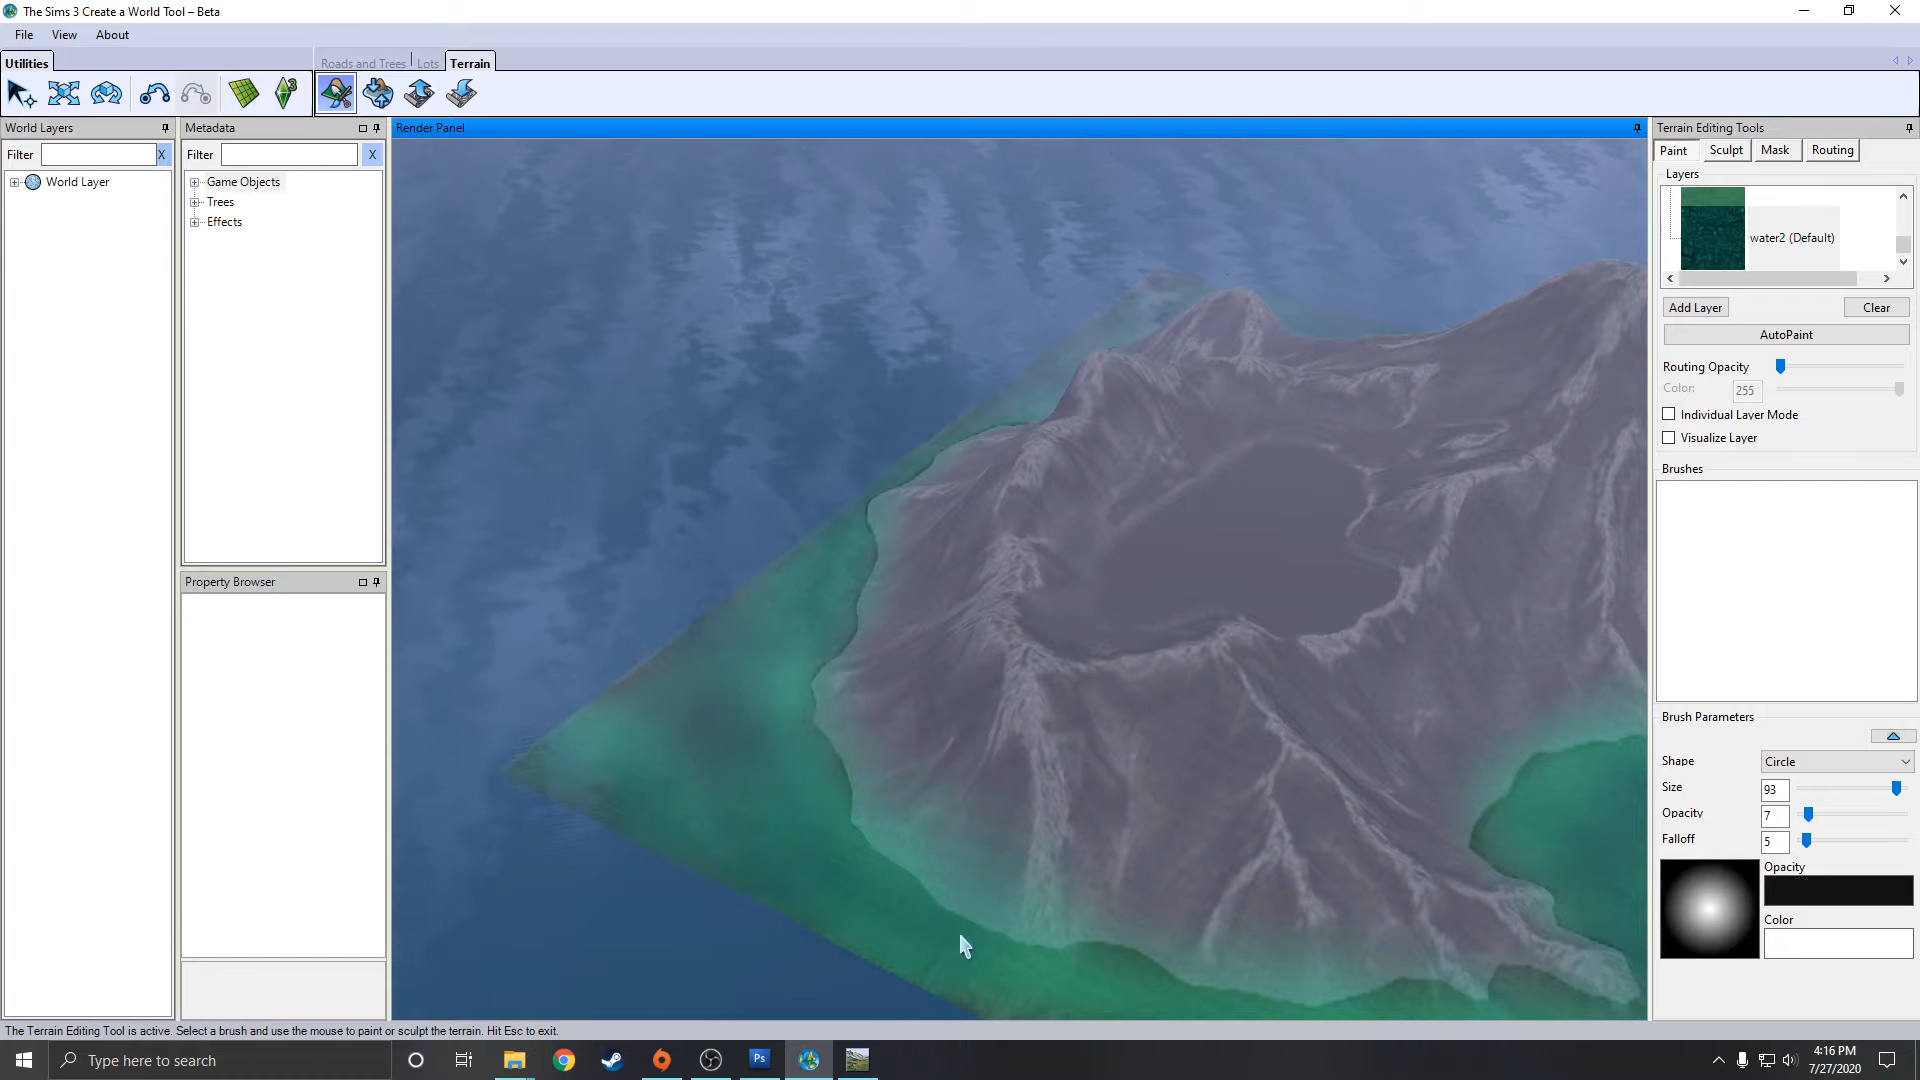 The Sims 3 Create a World Tool – Beta
File View About
Utilities
Roads and Trees Lots Terrain
World Layers
Filter X
World Layer
Metadata
Filter X
Game Objects
Trees
Effects
Property Browser
Render Panel
Terrain Editing Tools
Paint Sculpt Mask Routing
Layers
water2 (Default)
Add Layer Clear
AutoPaint
Routing Opacity
Color: 255
Individual Layer Mode
Visualize Layer
Brushes
Brush Parameters
Shape Circle
Size 93
Opacity 7
Falloff 5
Opacity
Color
The Terrain Editing Tool is active. Select a brush and use the mouse to paint or sculpt the terrain. Hit Esc to exit.
Type here to search
Ps
4:16 PM
7/27/2020